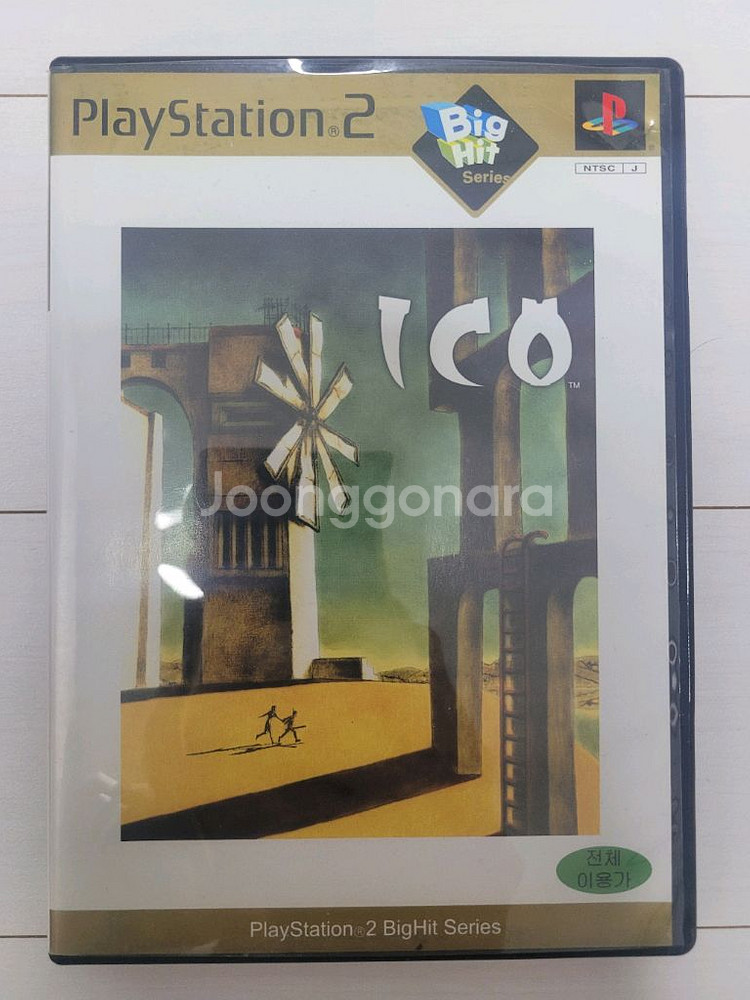 PlayStation®2
Big
Hit
Series
NTSC J
ICO™
Joonggonara
전체
이용가
PlayStation®2 BigHit Series